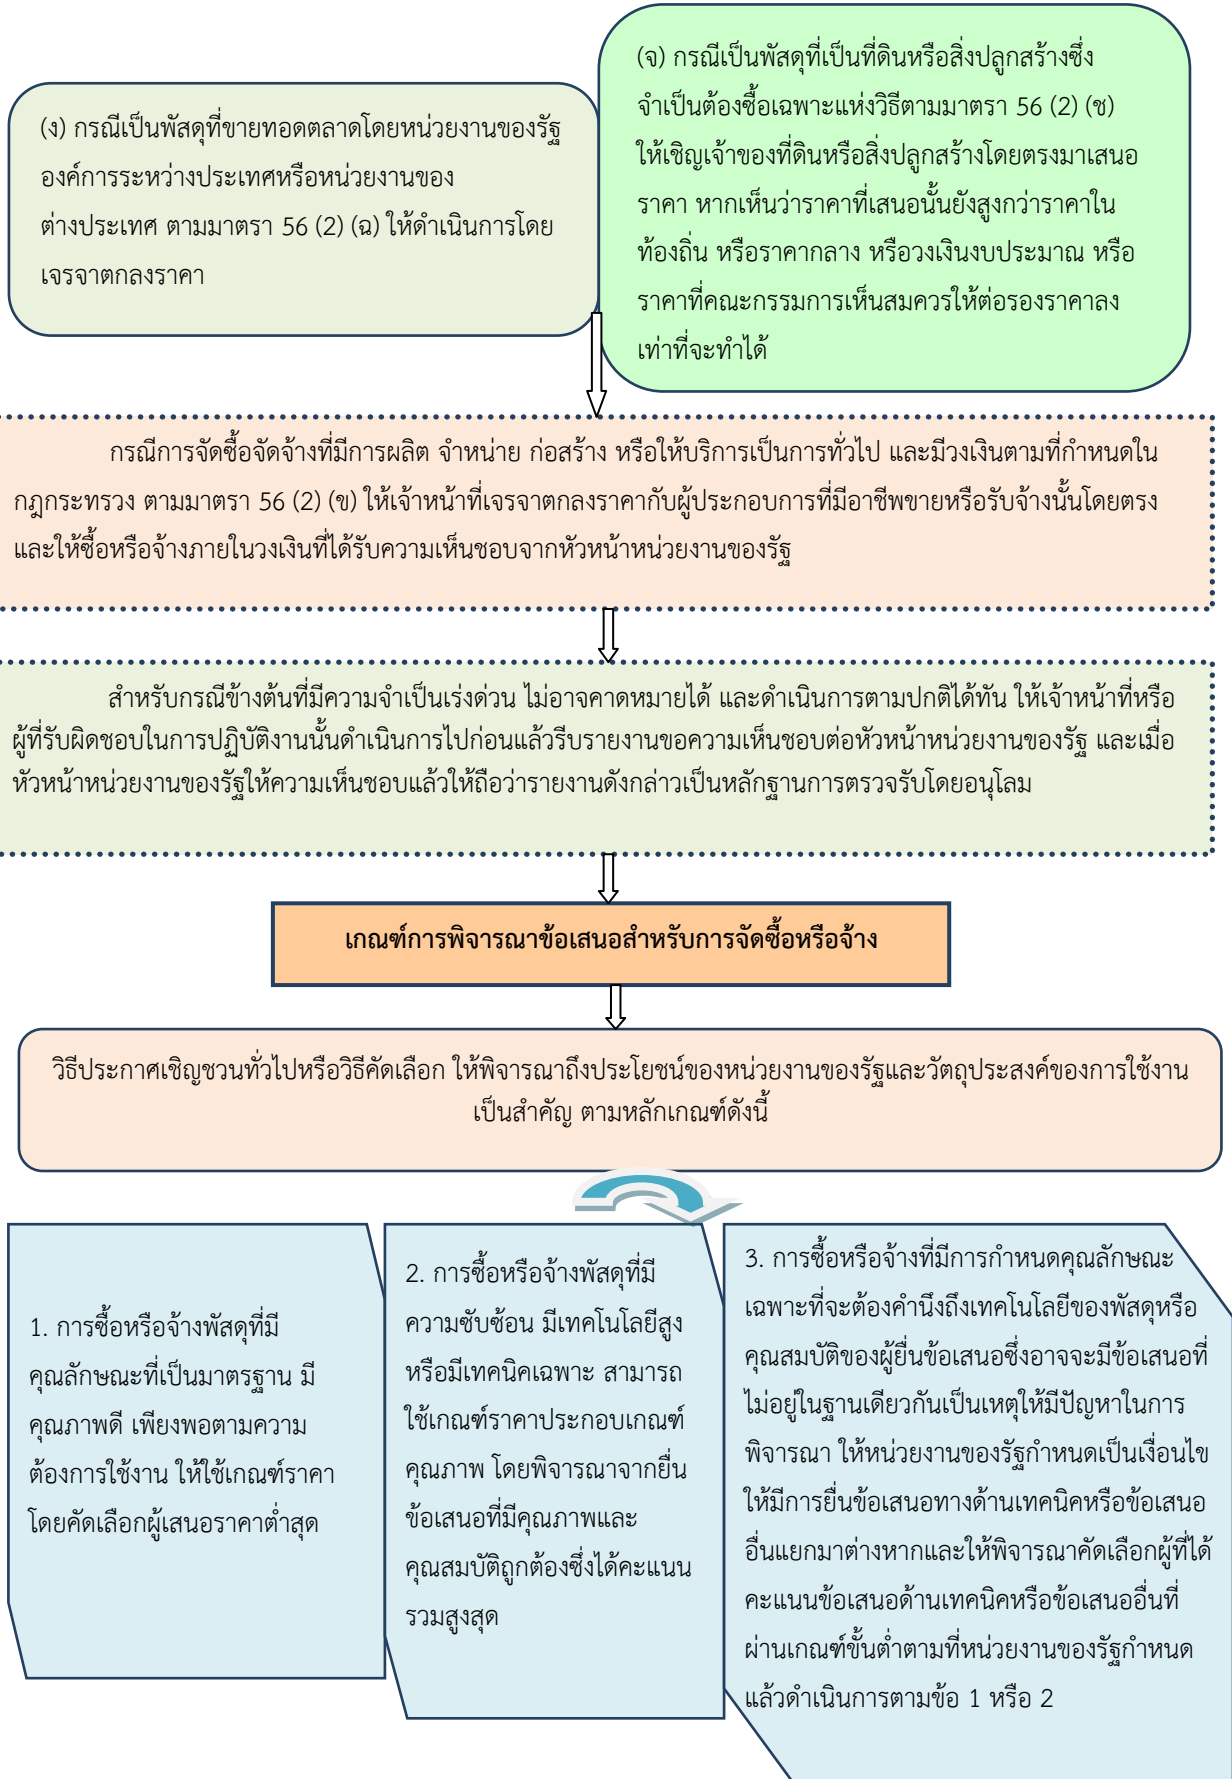 (ง) กรณีเป็นพัสดุที่ขายทอดตลาดโดยหน่วยงานของรัฐ
องค์การระหว่างประเทศหรือหน่วยงานของ
ต่างประเทศ ตามมาตรา 56 (2) (ฉ) ให้ดำเนินการโดย
เจรจาตกลงราคา
(จ) กรณีเป็นพัสดุที่เป็นที่ดินหรือสิ่งปลูกสร้างซึ่ง
จำเป็นต้องซื้อเฉพาะแห่งวิธีตามมาตรา 56 (2) (ช)
ให้เชิญเจ้าของที่ดินหรือสิ่งปลูกสร้างโดยตรงมาเสนอ
ราคา หากเห็นว่าราคาที่เสนอนั้นยังสูงกว่าราคาใน
ท้องถิ่น หรือราคากลาง หรือวงเงินงบประมาณ หรือ
ราคาที่คณะกรรมการเห็นสมควรให้ต่อรองราคาลง
เท่าที่จะทำได้
กรณีการจัดซื้อจัดจ้างที่มีการผลิต จำหน่าย ก่อสร้าง หรือให้บริการเป็นการทั่วไป และมีวงเงินตามที่กำหนดใน
กฎกระทรวง ตามมาตรา 56 (2) (ข) ให้เจ้าหน้าที่เจรจาตกลงราคากับผู้ประกอบการที่มีอาชีพขายหรือรับจ้างนั้นโดยตรง
และให้ซื้อหรือจ้างภายในวงเงินที่ได้รับความเห็นชอบจากหัวหน้าหน่วยงานของรัฐ
สำหรับกรณีข้างต้นที่มีความจำเป็นเร่งด่วน ไม่อาจคาดหมายได้ และดำเนินการตามปกติได้ทัน ให้เจ้าหน้าที่หรือ
ผู้ที่รับผิดชอบในการปฏิบัติงานนั้นดำเนินการไปก่อนแล้วรีบรายงานขอความเห็นชอบต่อหัวหน้าหน่วยงานของรัฐ และเมื่อ
หัวหน้าหน่วยงานของรัฐให้ความเห็นชอบแล้วให้ถือว่ารายงานดังกล่าวเป็นหลักฐานการตรวจรับโดยอนุโลม
เกณฑ์การพิจารณาข้อเสนอสำหรับการจัดซื้อหรือจ้าง
วิธีประกาศเชิญชวนทั่วไปหรือวิธีคัดเลือก ให้พิจารณาถึงประโยชน์ของหน่วยงานของรัฐและวัตถุประสงค์ของการใช้งาน
เป็นสำคัญ ตามหลักเกณฑ์ดังนี้
1. การซื้อหรือจ้างพัสดุที่มี
คุณลักษณะที่เป็นมาตรฐาน มี
คุณภาพดี เพียงพอตามความ
ต้องการใช้งาน ให้ใช้เกณฑ์ราคา
โดยคัดเลือกผู้เสนอราคาต่ำสุด
2. การซื้อหรือจ้างพัสดุที่มี
ความซับซ้อน มีเทคโนโลยีสูง
หรือมีเทคนิคเฉพาะ สามารถ
ใช้เกณฑ์ราคาประกอบเกณฑ์
คุณภาพ โดยพิจารณาจากยื่น
ข้อเสนอที่มีคุณภาพและ
คุณสมบัติถูกต้องซึ่งได้คะแนน
รวมสูงสุด
3. การซื้อหรือจ้างที่มีการกำหนดคุณลักษณะ
เฉพาะที่จะต้องคำนึงถึงเทคโนโลยีของพัสดุหรือ
คุณสมบัติของผู้ยื่นข้อเสนอซึ่งอาจจะมีข้อเสนอที่
ไม่อยู่ในฐานเดียวกันเป็นเหตุให้มีปัญหาในการ
พิจารณา ให้หน่วยงานของรัฐกำหนดเป็นเงื่อนไข
ให้มีการยื่นข้อเสนอทางด้านเทคนิคหรือข้อเสนอ
อื่นแยกมาต่างหากและให้พิจารณาคัดเลือกผู้ที่ได้
คะแนนข้อเสนอด้านเทคนิคหรือข้อเสนออื่นที่
ผ่านเกณฑ์ขั้นต่ำตามที่หน่วยงานของรัฐกำหนด
แล้วดำเนินการตามข้อ 1 หรือ 2